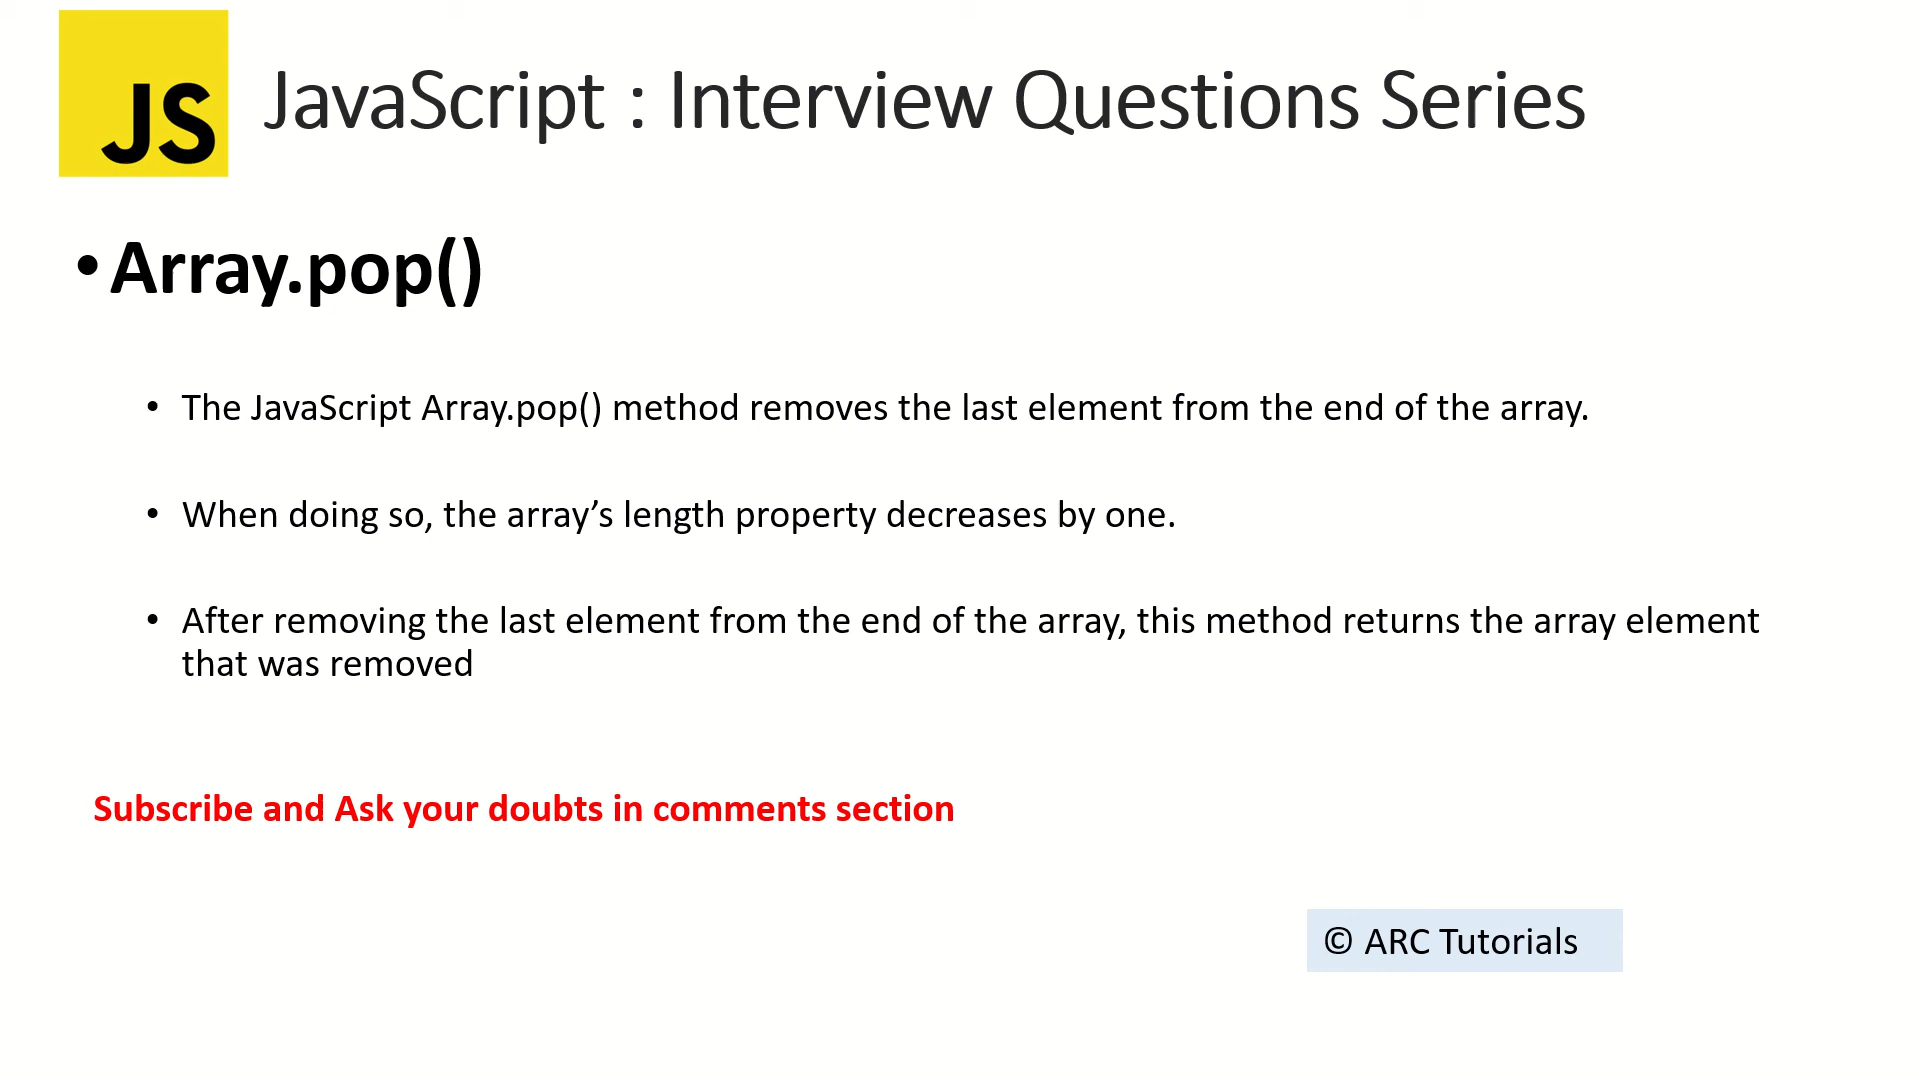 JS
JavaScript : Interview Questions Series
• Array.pop()
• The JavaScript Array.pop() method removes the last element from the end of the array.
• When doing so, the array’s length property decreases by one.
• After removing the last element from the end of the array, this method returns the array element
that was removed
Subscribe and Ask your doubts in comments section
© ARC Tutorials